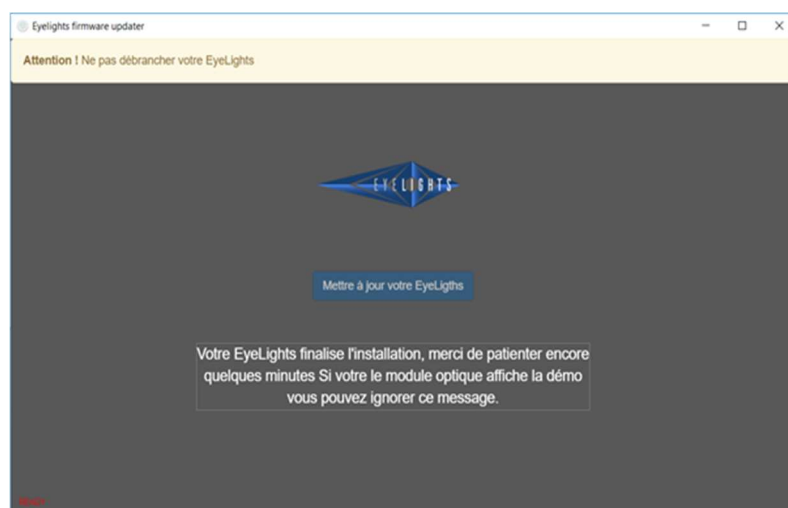 Eyelights firmware updater
Attention ! Ne pas débrancher votre EyeLights
EYELIGHTS
Mettre à jour votre EyeLigths
Votre EyeLights finalise l'installation, merci de patienter encore
quelques minutes Si votre le module optique affiche la démo
vous pouvez ignorer ce message.